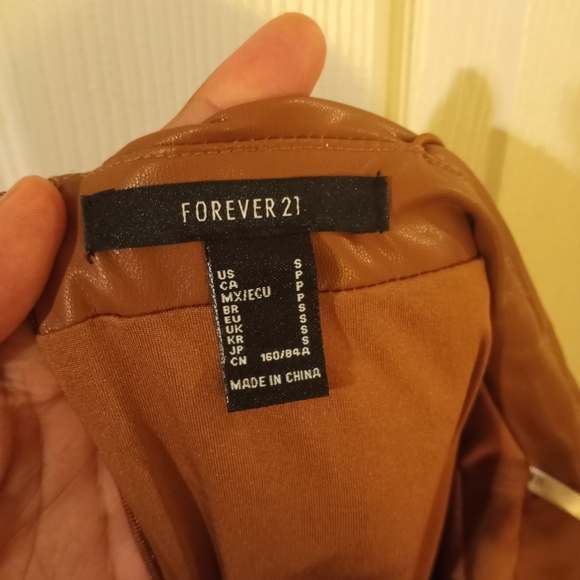 FOREVER 21
US S
CA P
MX/ECU P
BR P
EU S
UK S
KR S
JP S
CN 160/84A
MADE IN CHINA